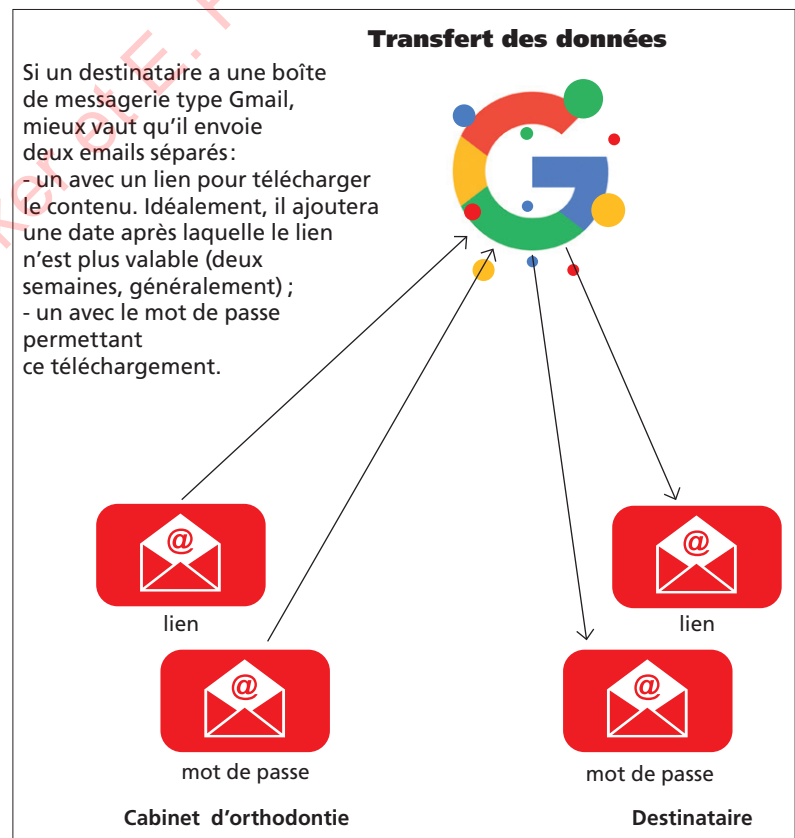 Transfert des données
Si un destinataire a une boîte
de messagerie type Gmail,
mieux vaut qu'il envoie
deux emails séparés:
- un avec un lien pour télécharger
le contenu. Idéalement, il ajoutera
une date après laquelle le lien
n'est plus valable (deux
semaines, généralement) ;
- un avec le mot de passe
permettant
ce téléchargement.
@
@
lien
lien
@
@
mot de passe
mot de passe
Cabinet d'orthodontie
Destinataire